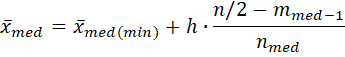 x̄_med = x̄_med(min) + h · (n/2 − m_med−1) / n_med